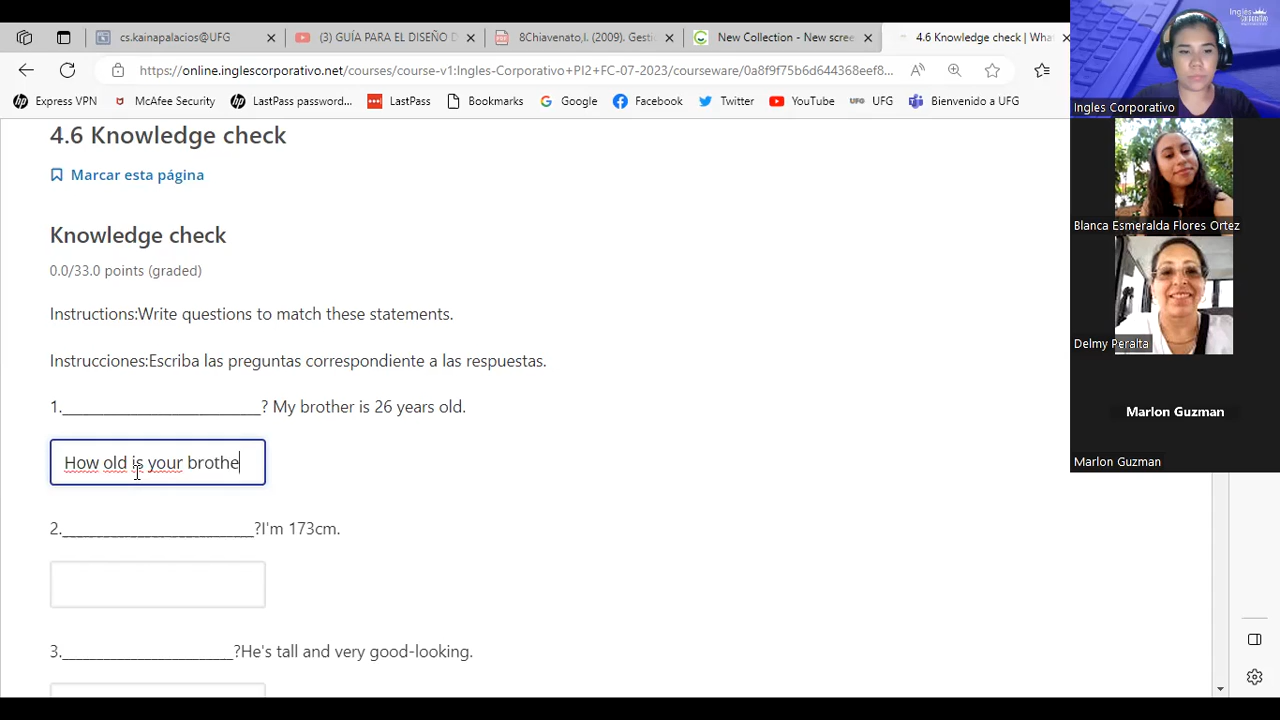 cs.kainapalacios@UFG
(3) GUÍA PARA EL DISEÑO D
8Chiavenato,I. (2009). Gesti
New Collection - New scree
4.6 Knowledge check | Wha
https://online.inglescorporativo.net/courses/course-v1:Ingles-Corporativo+PI2+FC-07-2023/courseware/0a8f9f75b6d644368eef8...
Express VPN
McAfee Security
LastPass password...
LastPass
Bookmarks
Google
Facebook
Twitter
YouTube
UFG UFG
Bienvenido a UFG
4.6 Knowledge check
Marcar esta página
Knowledge check
0.0/33.0 points (graded)
Instructions:Write questions to match these statements.
Instrucciones:Escriba las preguntas correspondiente a las respuestas.
1.________________________? My brother is 26 years old.
How old is your brothe
2._______________________?I'm 173cm.
3._____________________?He's tall and very good-looking.
Inglés
Corporativo
Ingles Corporativo
Blanca Esmeralda Flores Ortez
Delmy Peralta
Marlon Guzman
Marlon Guzman